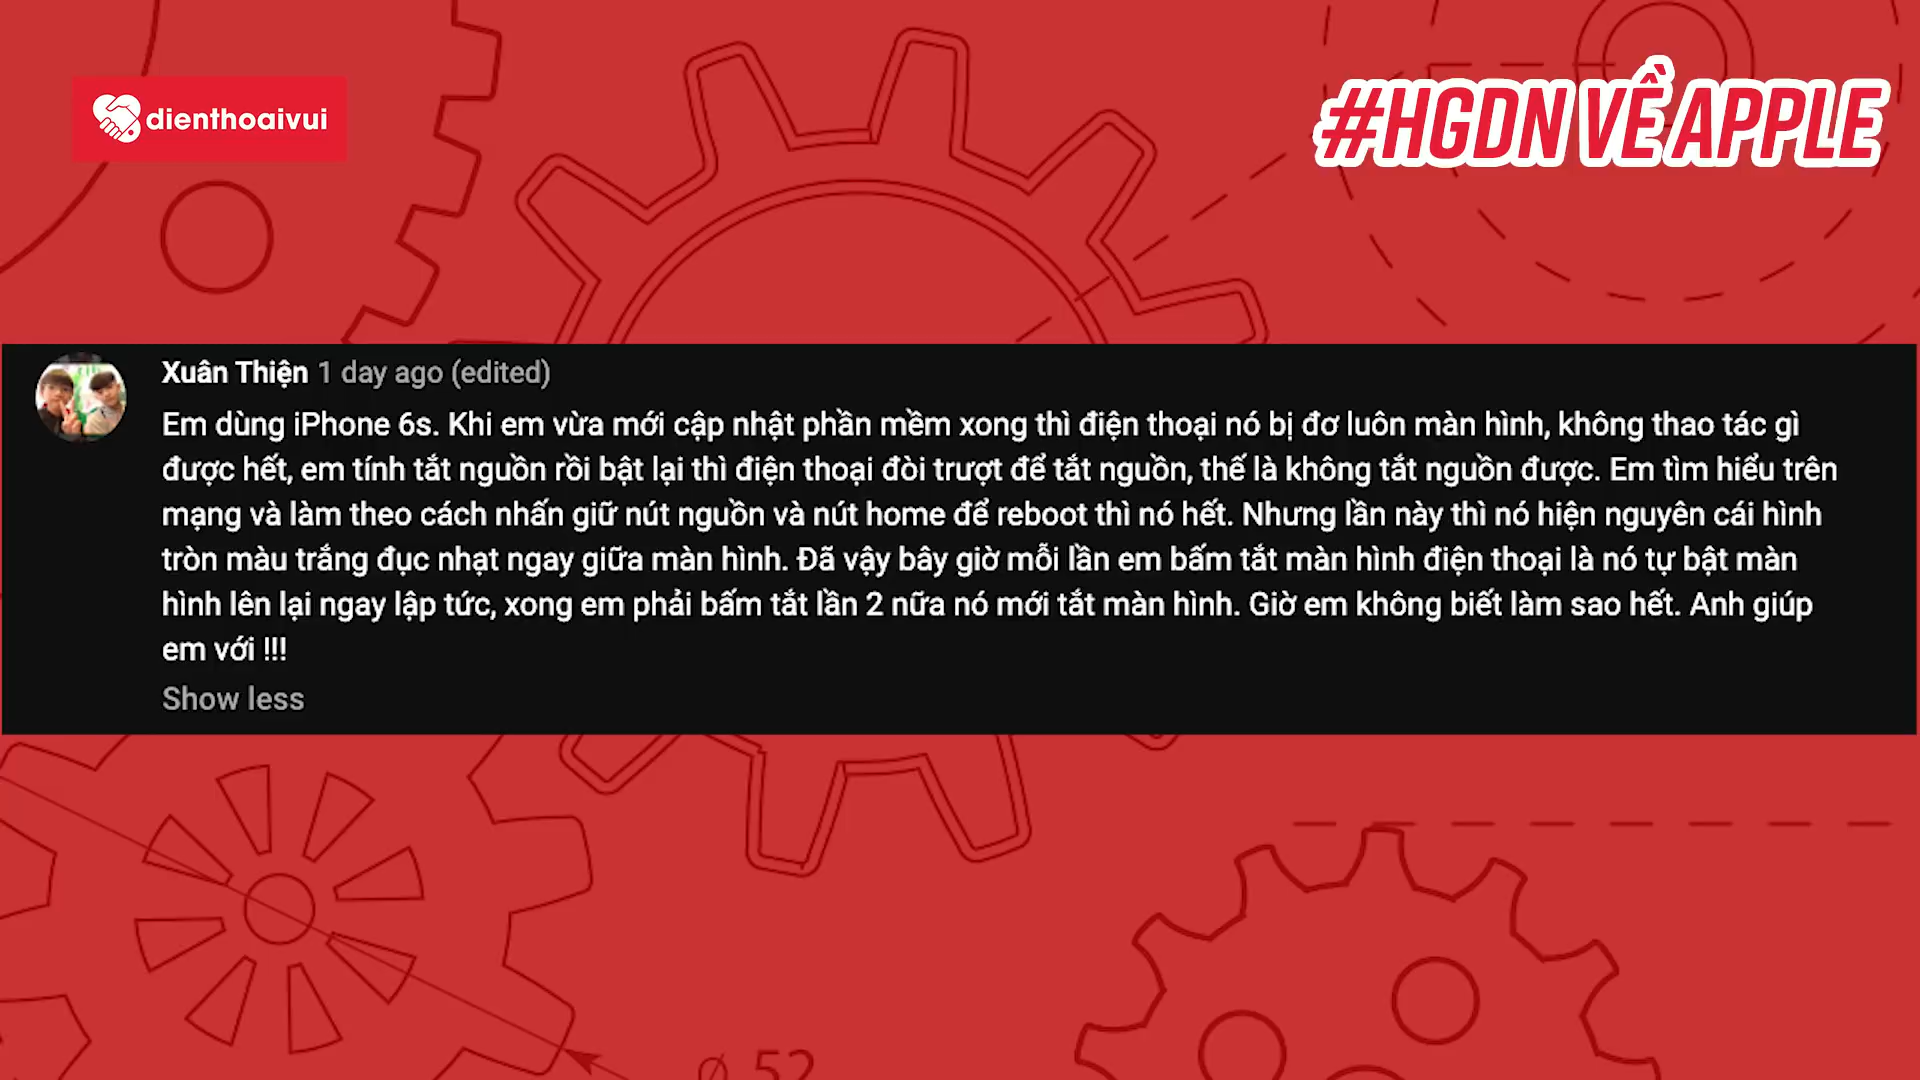 dienthoaivui
#HGDN VỀ APPLE
Xuân Thiện 1 day ago (edited)
Em dùng iPhone 6s. Khi em vừa mới cập nhật phần mềm xong thì điện thoại nó bị đơ luôn màn hình, không thao tác gì
được hết, em tính tắt nguồn rồi bật lại thì điện thoại đòi trượt để tắt nguồn, thế là không tắt nguồn được. Em tìm hiểu trên
mạng và làm theo cách nhấn giữ nút nguồn và nút home để reboot thì nó hết. Nhưng lần này thì nó hiện nguyên cái hình
tròn màu trắng đục nhạt ngay giữa màn hình. Đã vậy bây giờ mỗi lần em bấm tắt màn hình điện thoại là nó tự bật màn
hình lên lại ngay lập tức, xong em phải bấm tắt lần 2 nữa nó mới tắt màn hình. Giờ em không biết làm sao hết. Anh giúp
em với !!!
Show less
ø 52